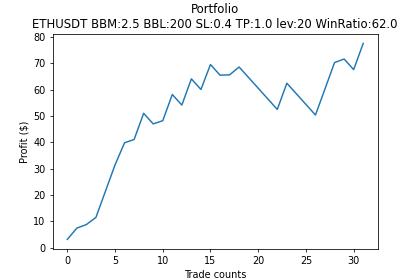 Portfolio
ETHUSDT BBM:2.5 BBL:200 SL:0.4 TP:1.0 lev:20 WinRatio:62.0
80
70
60
50
40
30
20
10
0
Profit ($)
0 5 10 15 20 25 30
Trade counts